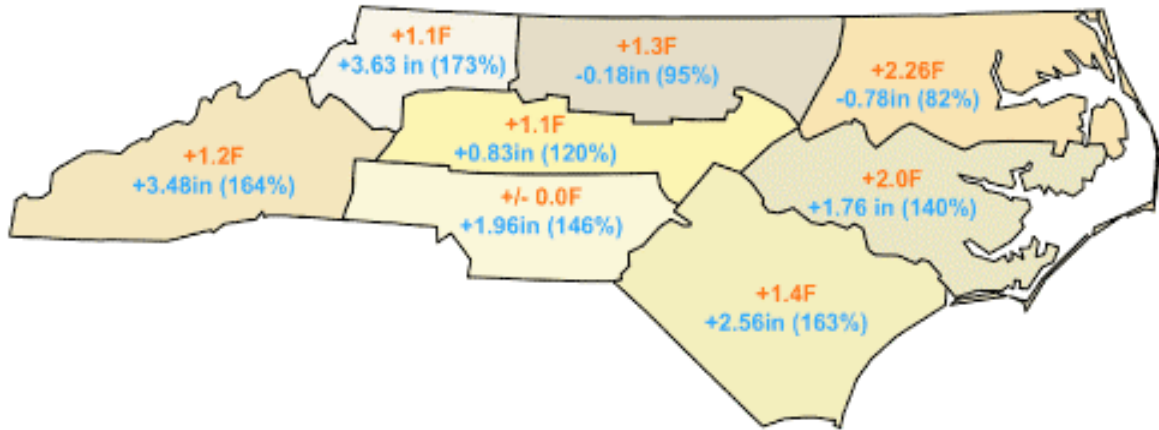 +1.1F
+3.63 in (173%)
+1.3F
-0.18in (95%)
+2.26F
-0.78in (82%)
+1.2F
+3.48in (164%)
+1.1F
+0.83in (120%)
+/- 0.0F
+1.96in (146%)
+2.0F
+1.76 in (140%)
+1.4F
+2.56in (163%)